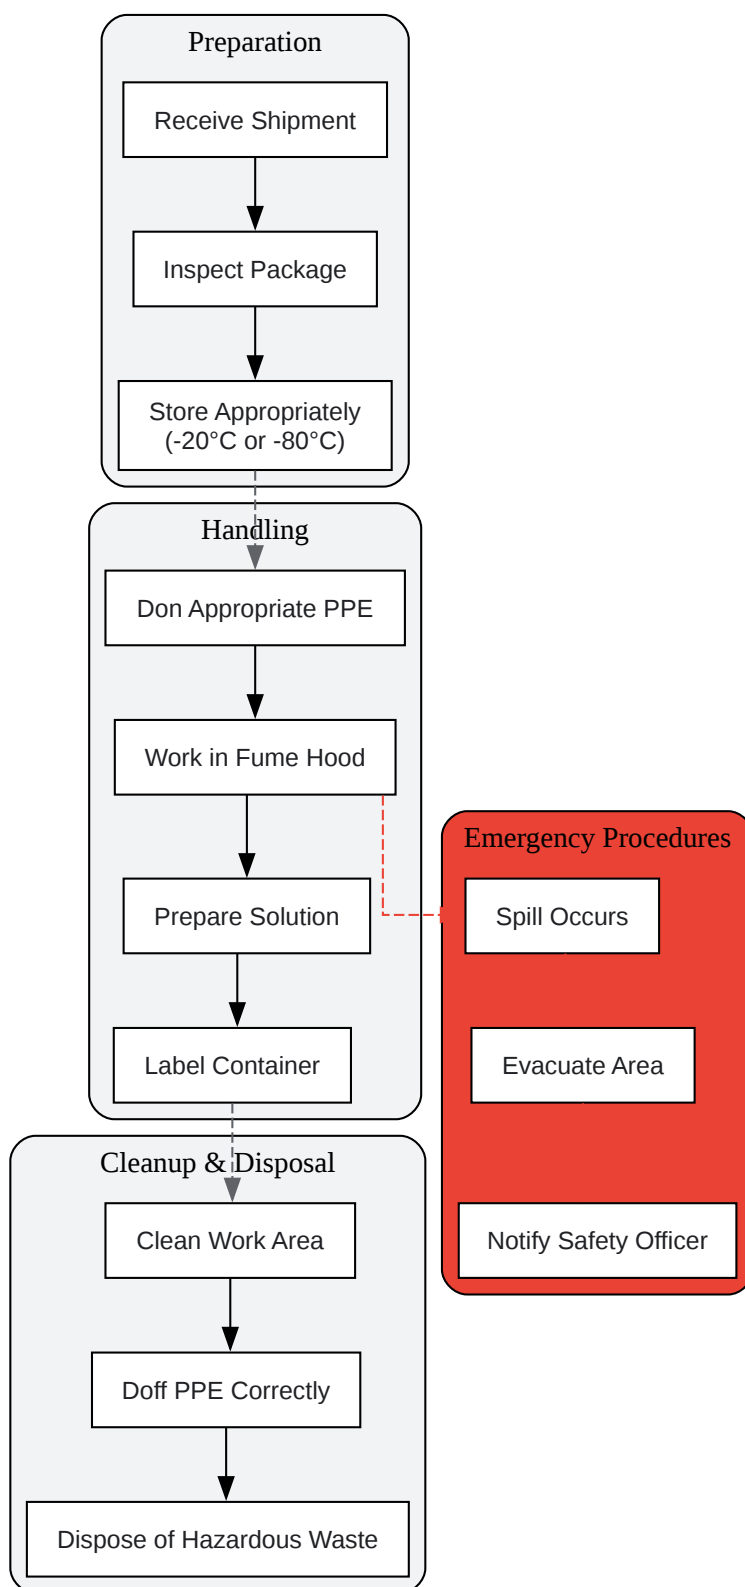 Preparation
Receive Shipment
Inspect Package
Store Appropriately
(-20°C or -80°C)
Handling
Don Appropriate PPE
Work in Fume Hood
Prepare Solution
Label Container
Emergency Procedures
Spill Occurs
Evacuate Area
Notify Safety Officer
Cleanup & Disposal
Clean Work Area
Doff PPE Correctly
Dispose of Hazardous Waste